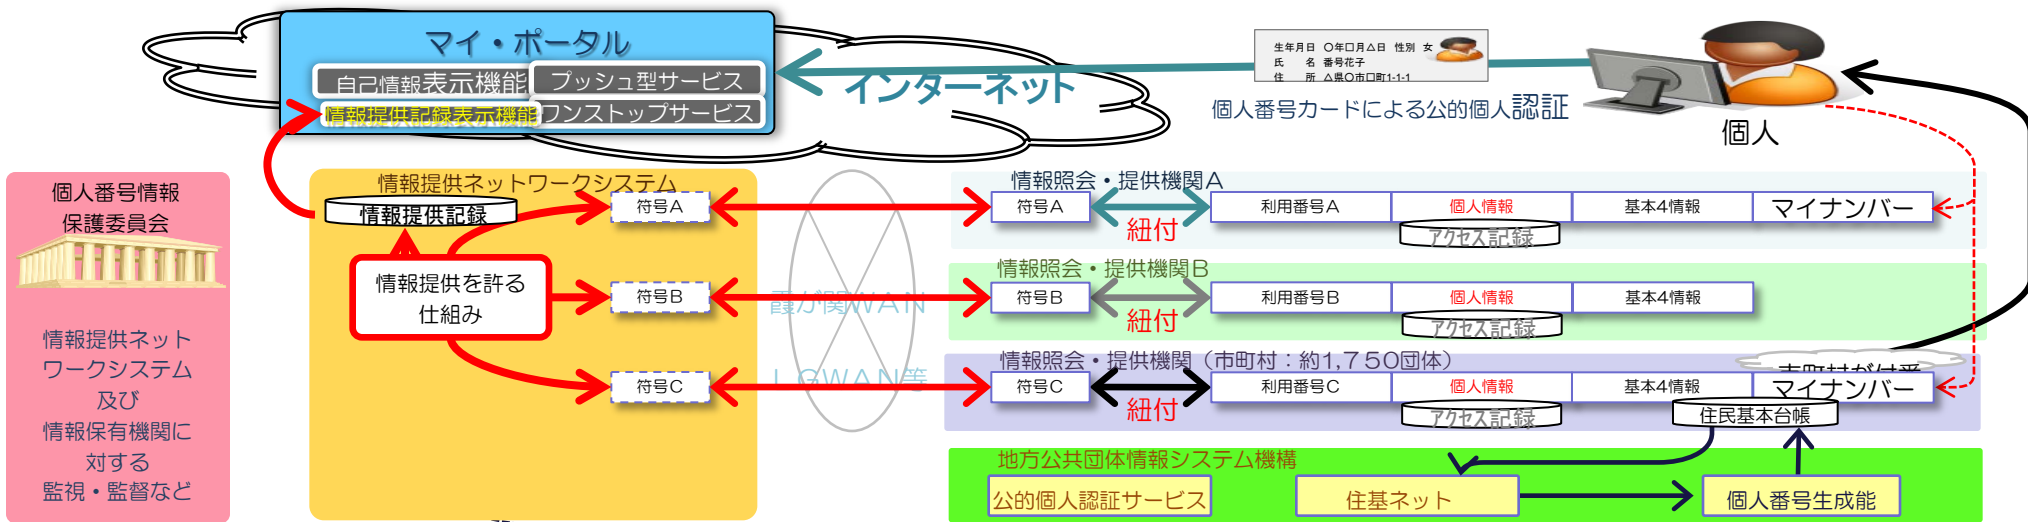 マイ・ポータル
自己情報表示機能
プッシュ型サービス
情報提供記録表示機能
ワンストップサービス
インターネット
生年月日 〇年口月△日 性別 女
氏 名 番号花子
住 所 △県〇市口町1-1-1
個人番号カードによる公的個人認証
個人
個人番号情報
保護委員会
情報提供ネット
ワークシステム
及び
情報保有機関に
対する
監視・監督など
情報提供ネットワークシステム
情報提供記録
情報提供を許る
仕組み
符号A
符号B
符号C
霞が関WAN
LGWAN等
情報照会・提供機関A
符号A
紐付
利用番号A
個人情報
基本4情報
マイナンバー
アクセス記録
情報照会・提供機関B
符号B
紐付
利用番号B
個人情報
基本4情報
アクセス記録
情報照会・提供機関（市町村：約1,750団体）
市町村が付番
符号C
紐付
利用番号C
個人情報
基本4情報
マイナンバー
アクセス記録
住民基本台帳
地方公共団体情報システム機構
公的個人認証サービス
住基ネット
個人番号生成能